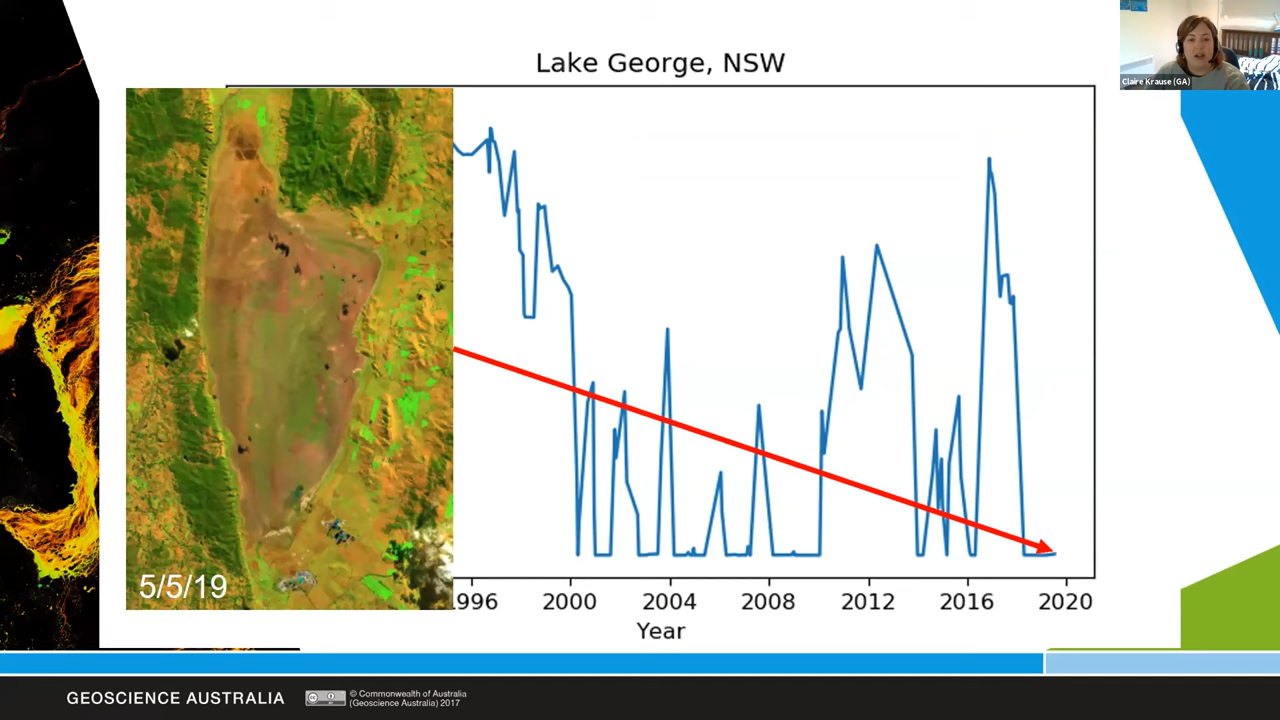 Lake George, NSW
Claire Krause (GA)
5/5/19
1996 2000 2004 2008 2012 2016 2020
Year
GEOSCIENCE AUSTRALIA
© Commonwealth of Australia
(Geoscience Australia) 2017